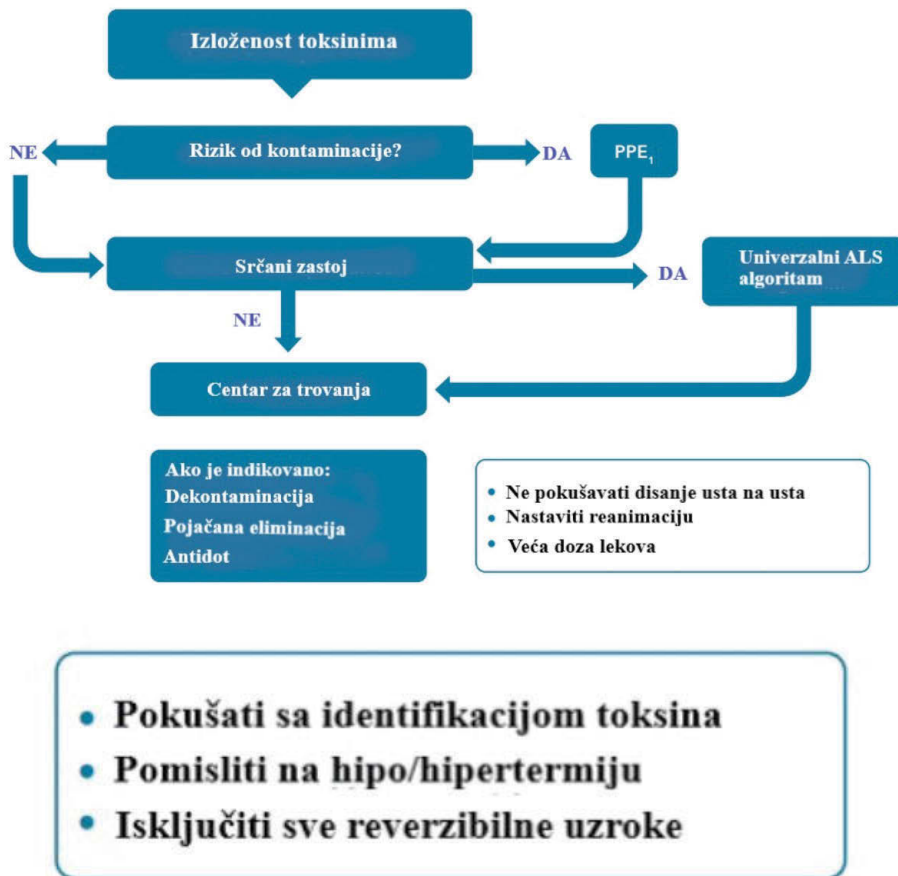 Izloženost toksinima
NE
Rizik od kontaminacije?
DA
PPE₁
Srčani zastoj
DA
Univerzalni ALS
algoritam
NE
Centar za trovanja
Ako je indikovano:
Dekontaminacija
Pojačana eliminacija
Antidot
• Ne pokušavati disanje usta na usta
• Nastaviti reanimaciju
• Veća doza lekova
• Pokušati sa identifikacijom toksina
• Pomisliti na hipo/hipertermiju
• Isključiti sve reverzibilne uzroke